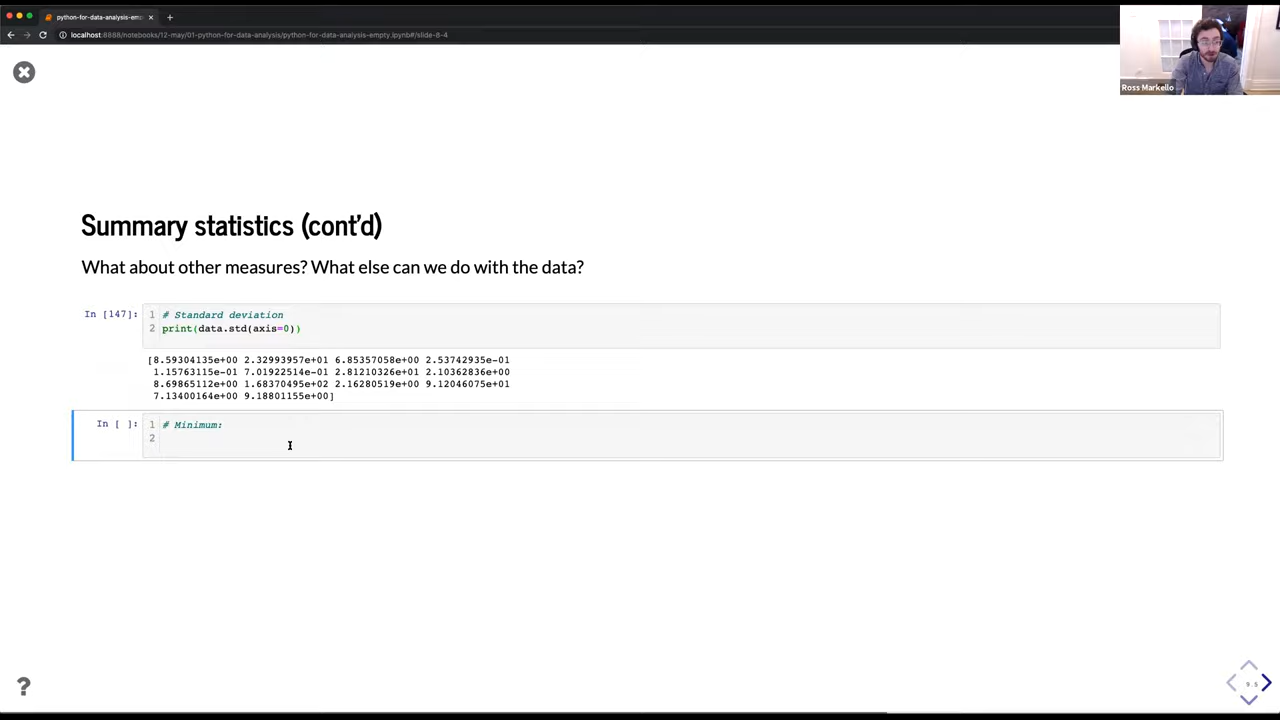 python-for-data-analysis-emp
localhost:8888/notebooks/12-may/01-python-for-data-analysis/python-for-data-analysis-empty.ipynb#/slide-8-4
Ross Markello
Summary statistics (cont'd)
What about other measures? What else can we do with the data?
In [147]:
1 # Standard deviation
2 print(data.std(axis=0))
[8.59304135e+00 2.32993957e+01 6.85357058e+00 2.53742935e-01
1.15763115e-01 7.01922514e-01 2.81210326e+01 2.10362836e+00
8.69865112e+00 1.68370495e+02 2.16280519e+00 9.12046075e+01
7.13400164e+00 9.18801155e+00]
In [ ]:
1 # Minimum:
2
?
9.5